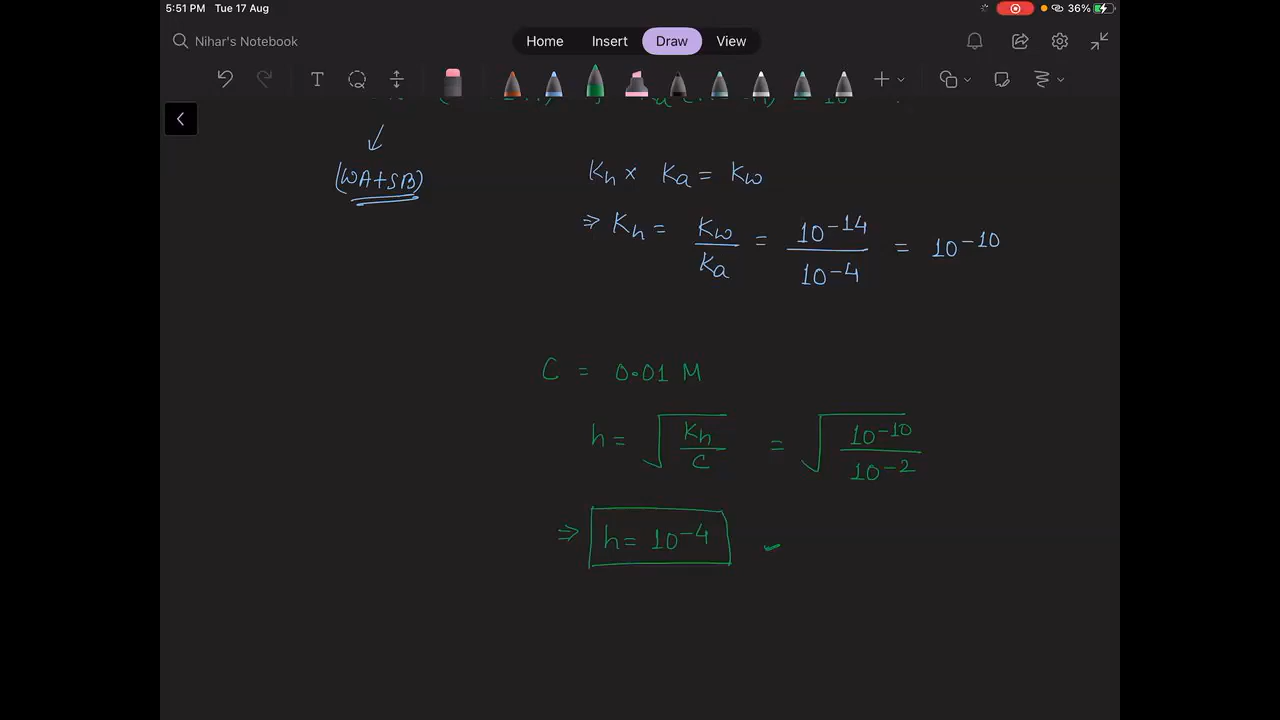 5:51 PM Tue 17 Aug 36%
Nihar's Notebook Home Insert Draw View
T
(WA+SB)
Kh × Ka = Kw
⇒ Kh = Kw/Ka = 10⁻¹⁴/10⁻⁴ = 10⁻¹⁰
C = 0.01 M
h = √(Kh/C) = √(10⁻¹⁰/10⁻²)
⇒ h = 10⁻⁴